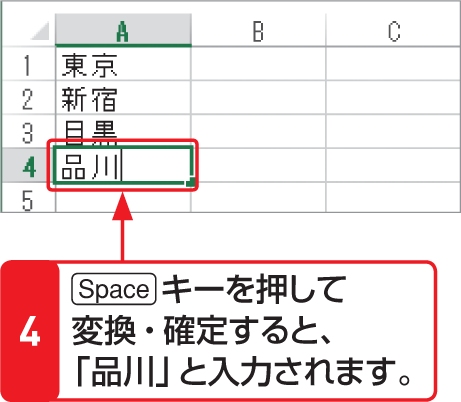 A B C
1 東京
2 新宿
3 目黒
4 品川
5
4
Space キーを押して
変換・確定すると、
「品川」と入力されます。